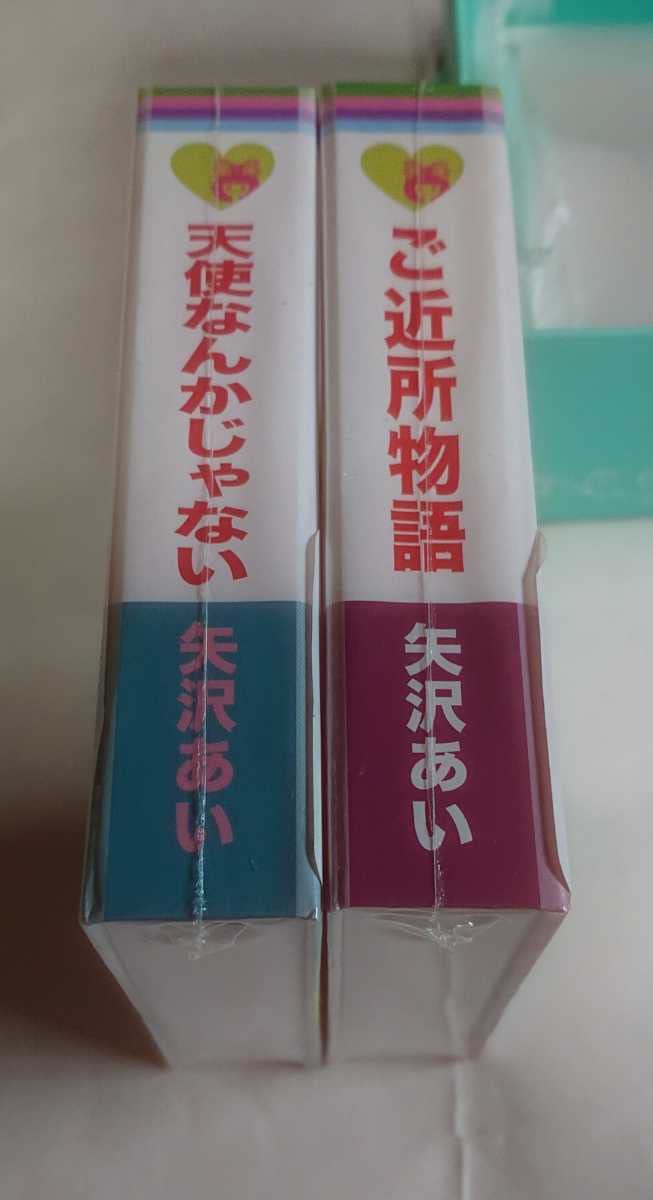 天使なんかじゃない
矢沢あい
ご近所物語
矢沢あい